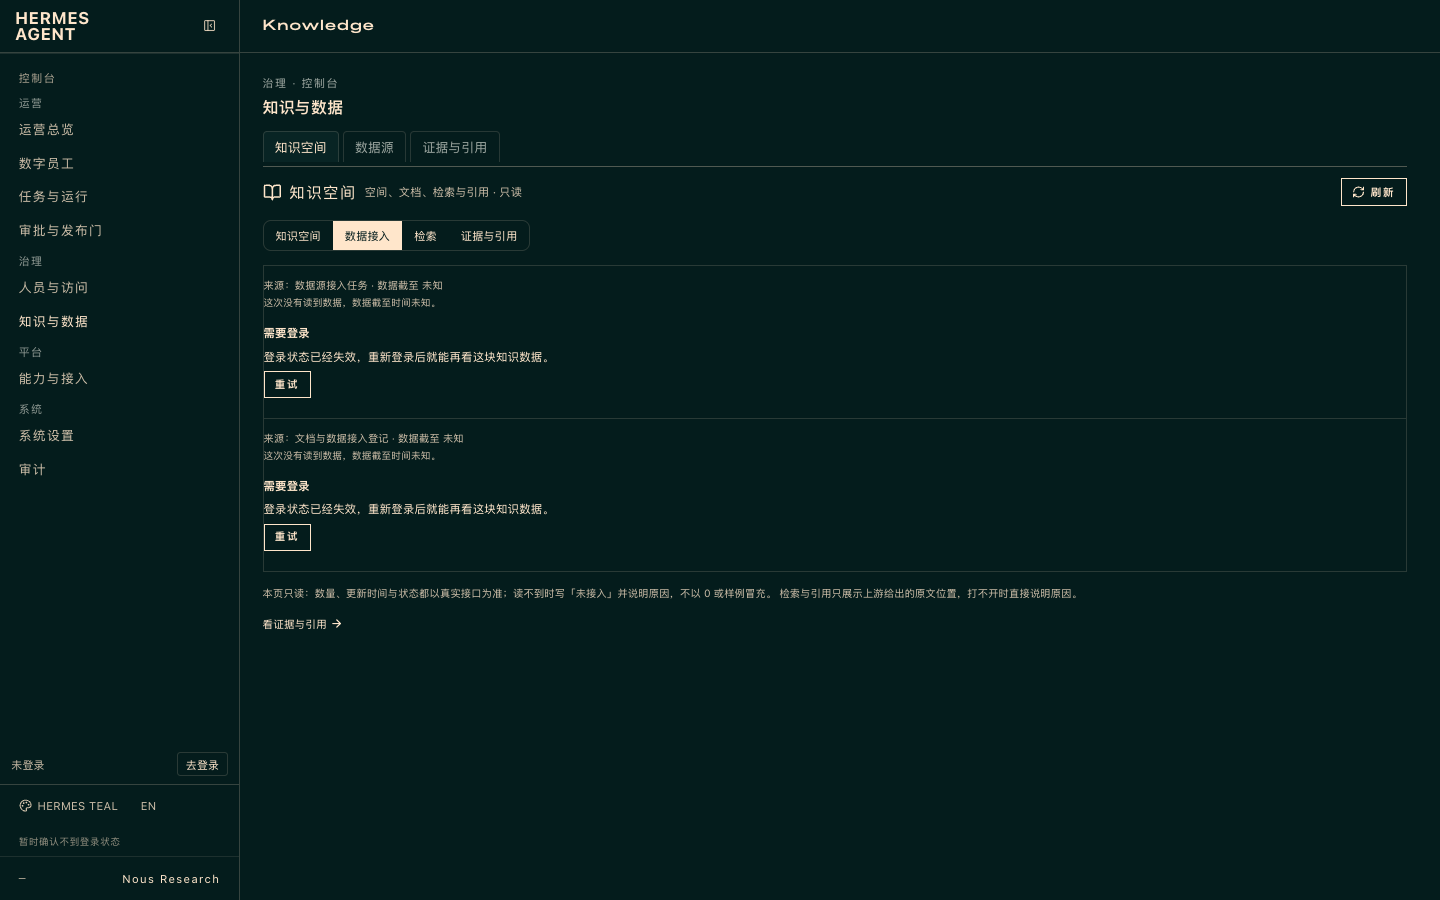 HERMES
AGENT
Knowledge
控制台
运营
运营总览
数字员工
任务与运行
审批与发布门
治理
人员与访问
知识与数据
平台
能力与接入
系统
系统设置
审计
未登录
去登录
HERMES TEAL
EN
暂时确认不到登录状态
—
Nous Research
治理 · 控制台
知识与数据
知识空间
数据源
证据与引用
知识空间
空间、文档、检索与引用 · 只读
刷新
知识空间
数据接入
检索
证据与引用
来源：数据源接入任务 · 数据截至 未知
这次没有读到数据，数据截至时间未知。
需要登录
登录状态已经失效，重新登录后就能再看这块知识数据。
重试
来源：文档与数据接入登记 · 数据截至 未知
这次没有读到数据，数据截至时间未知。
需要登录
登录状态已经失效，重新登录后就能再看这块知识数据。
重试
本页只读：数量、更新时间与状态都以真实接口为准；读不到时写「未接入」并说明原因，不以 0 或样例冒充。 检索与引用只展示上游给出的原文位置，打不开时直接说明原因。
看证据与引用 →